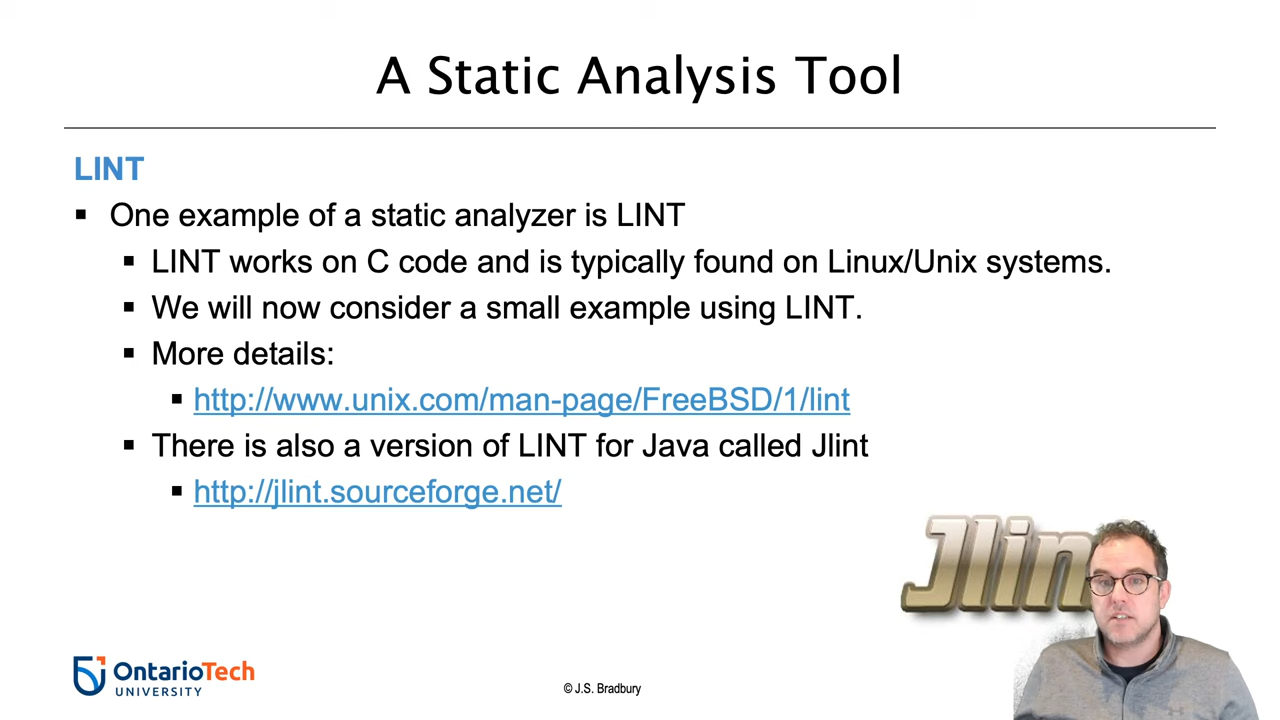 A Static Analysis Tool
LINT
▪ One example of a static analyzer is LINT
▪ LINT works on C code and is typically found on Linux/Unix systems.
▪ We will now consider a small example using LINT.
▪ More details:
▪ http://www.unix.com/man-page/FreeBSD/1/lint
▪ There is also a version of LINT for Java called Jlint
▪ http://jlint.sourceforge.net/
Jlin
OntarioTech
UNIVERSITY
© J.S. Bradbury